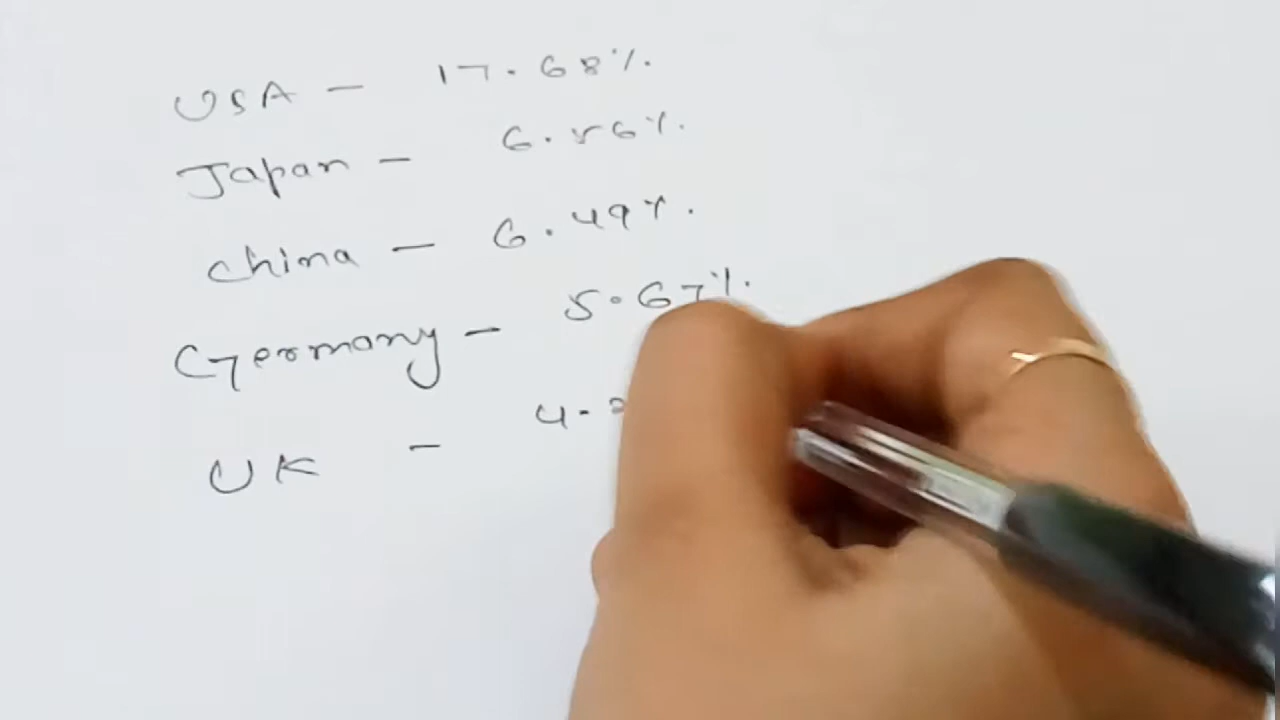 USA - 17.68%.
Japan - 6.56%.
China - 6.49%.
Germany - 5.67%.
UK - 4.